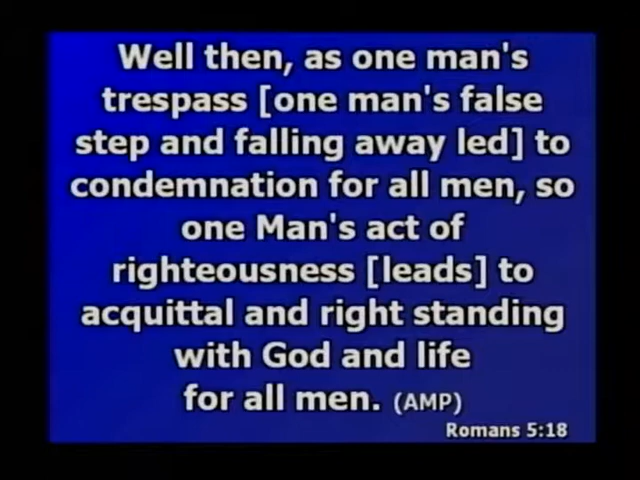 Well then, as one man's
trespass [one man's false
step and falling away led] to
condemnation for all men, so
one Man's act of
righteousness [leads] to
acquittal and right standing
with God and life
for all men. (AMP)
Romans 5:18